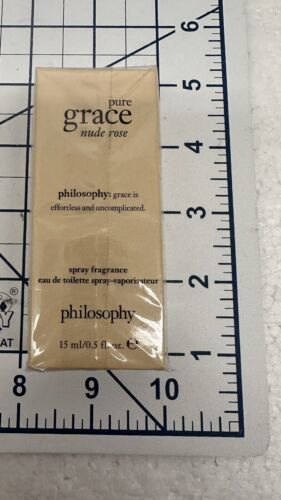 pure
grace
nude rose
philosophy: grace is
effortless and uncomplicated.
spray fragrance
eau de toilette spray-vaporisateur
philosophy
15 ml/0.5 fl. oz. ℮
6
5
4
3
2
1
8 9 10
AT